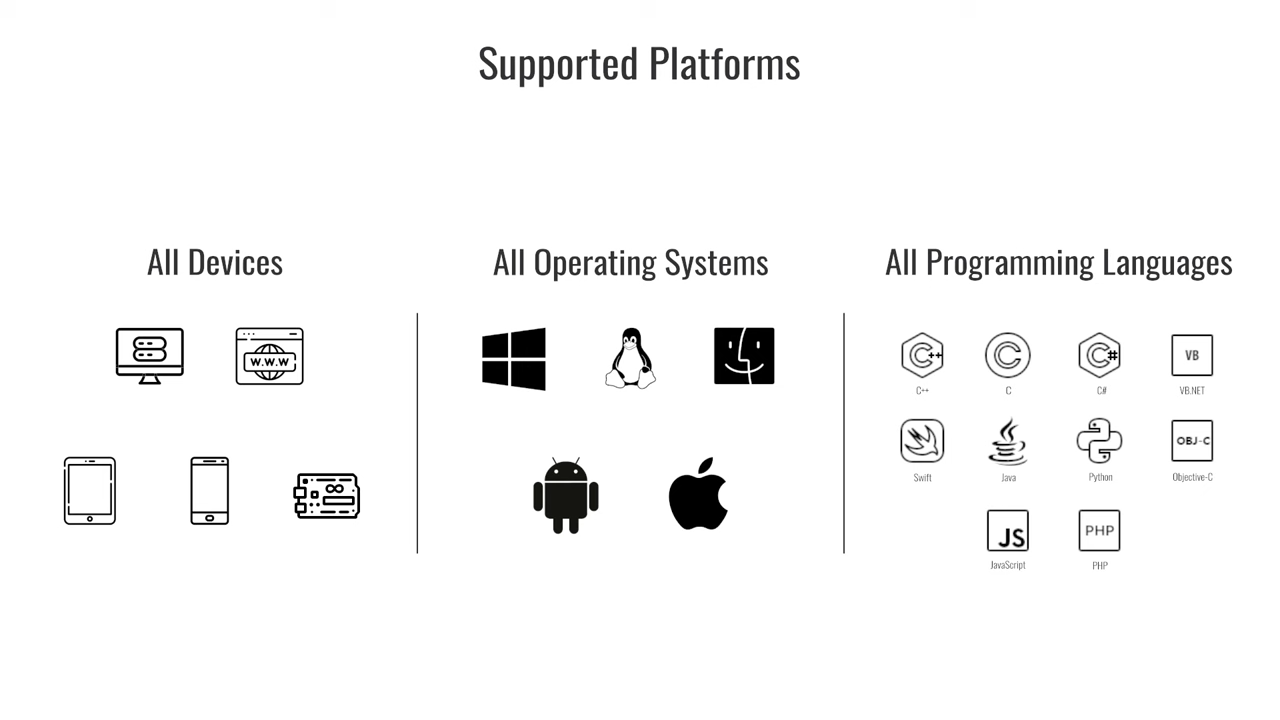 Supported Platforms
All Devices
All Operating Systems
All Programming Languages
W.W.W
C++
C
C#
VB
C++
C
C#
VB.NET
OBJ-C
Swift
Java
Python
Objective-C
JS
PHP
JavaScript
PHP